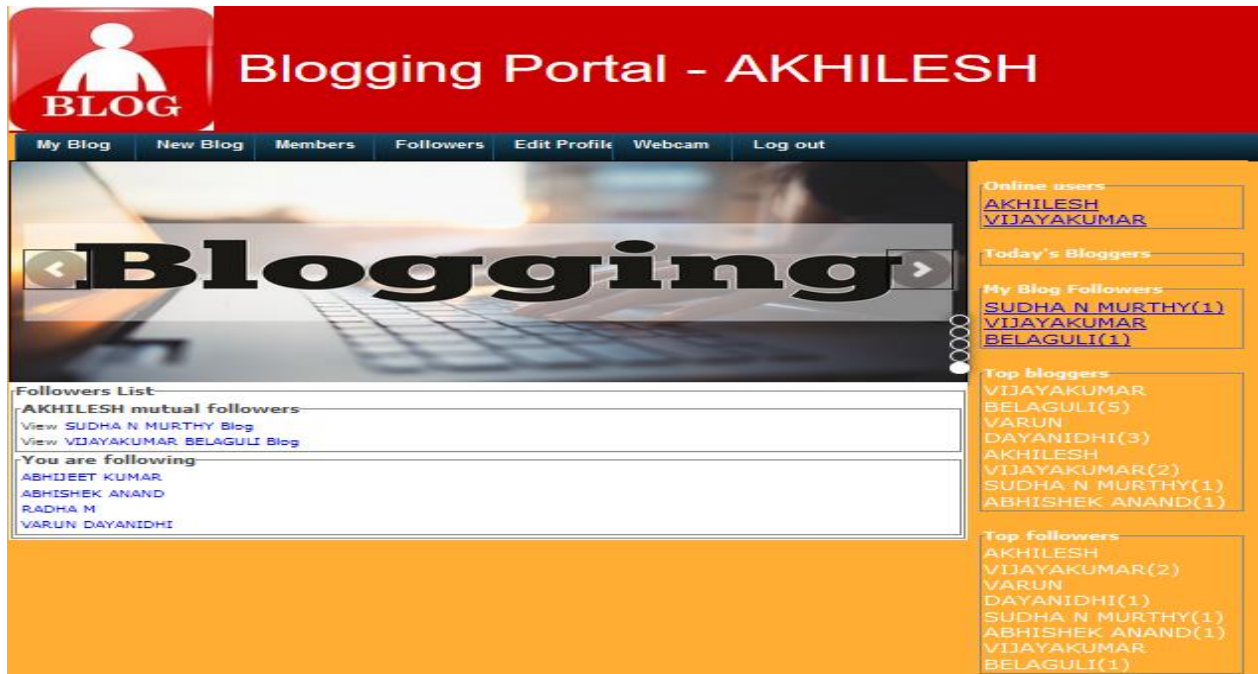 BLOG
Blogging Portal - AKHILESH
My Blog New Blog Members Followers Edit Profile Webcam Log out
.Blogging
Followers List
AKHILESH mutual followers
View SUDHA N MURTHY Blog
View VIJAYAKUMAR BELAGULI Blog
You are following
ABHIJEET KUMAR
ABHISHEK ANAND
RADHA M
VARUN DAYANIDHI
Online users
AKHILESH
VIJAYAKUMAR
Today's Bloggers
My Blog Followers
SUDHA N MURTHY(1)
VIJAYAKUMAR
BELAGULI(1)
Top bloggers
VIJAYAKUMAR
BELAGULI(5)
VARUN
DAYANIDHI(3)
AKHILESH
VIJAYAKUMAR(2)
SUDHA N MURTHY(1)
ABHISHEK ANAND(1)
Top followers
AKHILESH
VIJAYAKUMAR(2)
VARUN
DAYANIDHI(1)
SUDHA N MURTHY(1)
ABHISHEK ANAND(1)
VIJAYAKUMAR
BELAGULI(1)